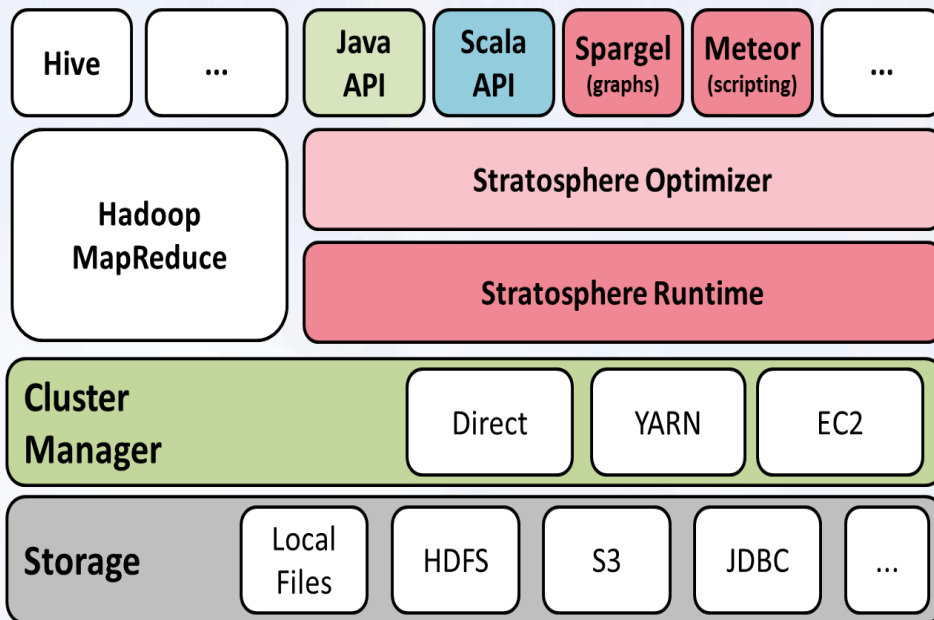 Hive
...
Java
API
Scala
API
Spargel
(graphs)
Meteor
(scripting)
...
Hadoop
MapReduce
Stratosphere Optimizer
Stratosphere Runtime
Cluster
Manager
Direct
YARN
EC2
Storage
Local
Files
HDFS
S3
JDBC
...